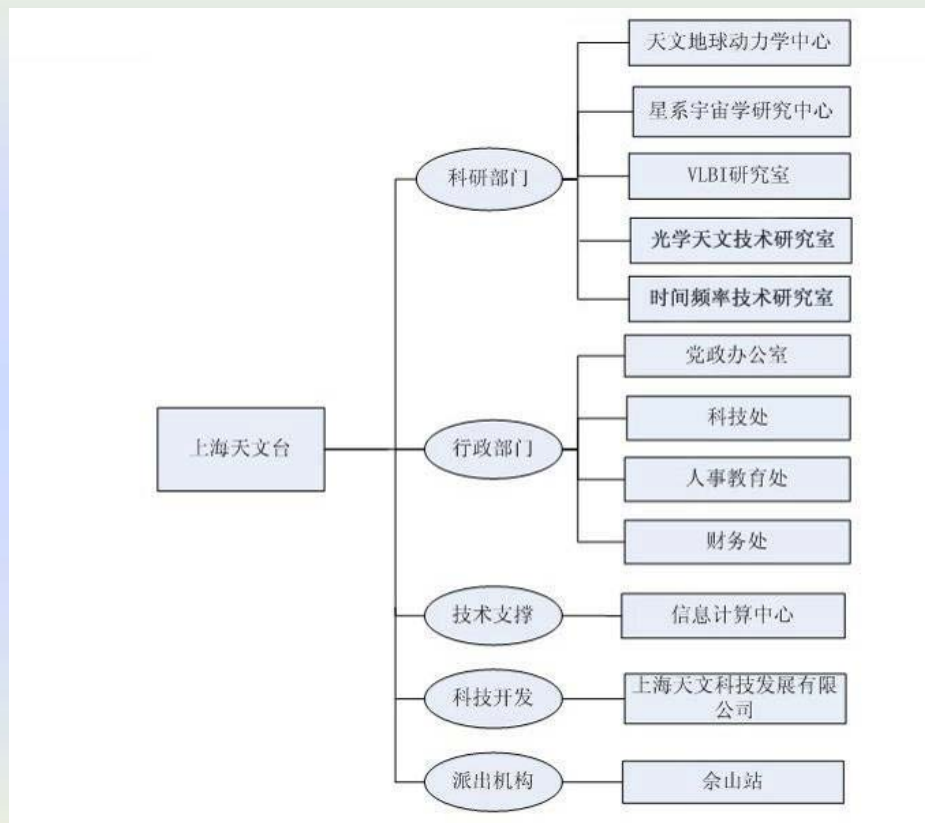 天文地球动力学中心
星系宇宙学研究中心
科研部门
VLBI研究室
光学天文技术研究室
时间频率技术研究室
党政办公室
科技处
上海天文台
行政部门
人事教育处
财务处
技术支撑
信息计算中心
科技开发
上海天文科技发展有限
公司
派出机构
佘山站